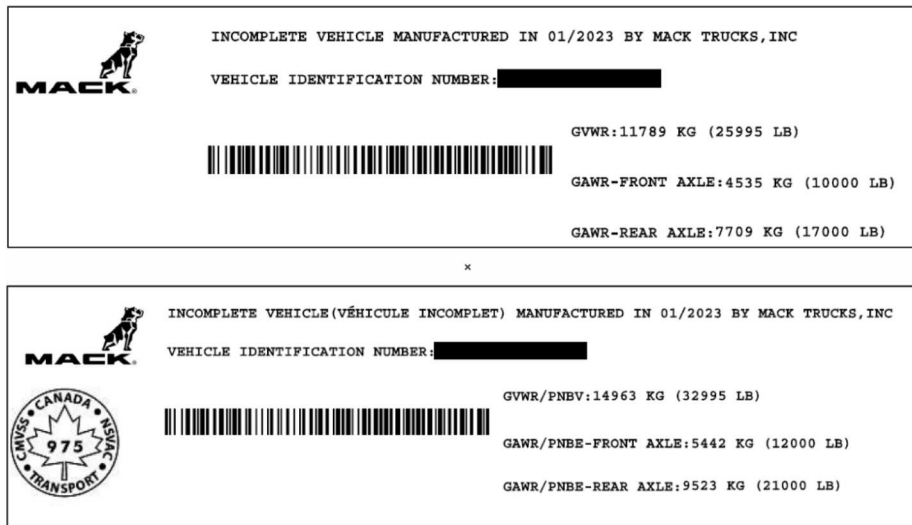 INCOMPLETE VEHICLE MANUFACTURED IN 01/2023 BY MACK TRUCKS,INC
MACK®
VEHICLE IDENTIFICATION NUMBER:
GVWR:11789 KG (25995 LB)
GAWR-FRONT AXLE:4535 KG (10000 LB)
GAWR-REAR AXLE:7709 KG (17000 LB)
×
INCOMPLETE VEHICLE(VÉHICULE INCOMPLET) MANUFACTURED IN 01/2023 BY MACK TRUCKS,INC
MACK®
VEHICLE IDENTIFICATION NUMBER:
GVWR/PNBV:14963 KG (32995 LB)
CANADA
CMVSS • NSVAC
975
TRANSPORT
GAWR/PNBE-FRONT AXLE:5442 KG (12000 LB)
GAWR/PNBE-REAR AXLE:9523 KG (21000 LB)